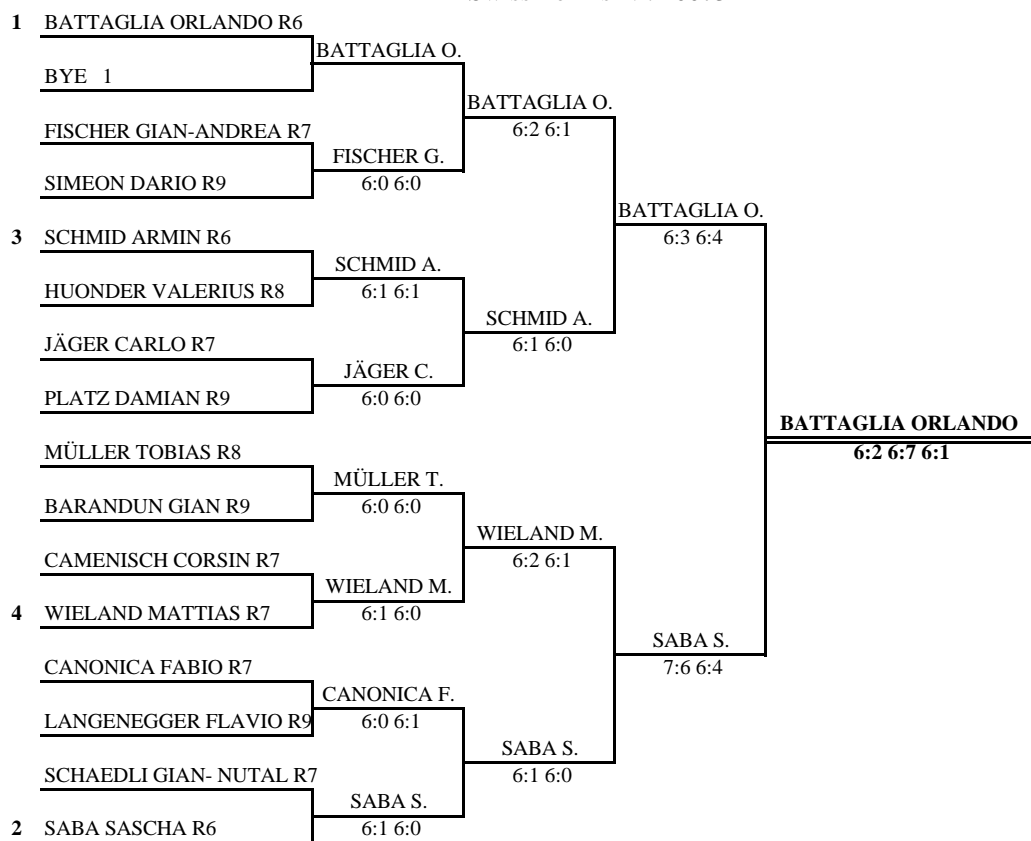 1 BATTAGLIA ORLANDO R6
BATTAGLIA O.
BYE 1
BATTAGLIA O.
6:2 6:1
FISCHER GIAN-ANDREA R7
FISCHER G.
6:0 6:0
SIMEON DARIO R9
BATTAGLIA O.
6:3 6:4
3 SCHMID ARMIN R6
SCHMID A.
6:1 6:1
HUONDER VALERIUS R8
SCHMID A.
6:1 6:0
JÄGER CARLO R7
JÄGER C.
6:0 6:0
PLATZ DAMIAN R9
BATTAGLIA ORLANDO
6:2 6:7 6:1
MÜLLER TOBIAS R8
MÜLLER T.
6:0 6:0
BARANDUN GIAN R9
WIELAND M.
6:2 6:1
CAMENISCH CORSIN R7
WIELAND M.
6:1 6:0
4 WIELAND MATTIAS R7
SABA S.
7:6 6:4
CANONICA FABIO R7
CANONICA F.
6:0 6:1
LANGENEGGER FLAVIO R9
SABA S.
6:1 6:0
SCHAEDLI GIAN- NUTAL R7
SABA S.
6:1 6:0
2 SABA SASCHA R6